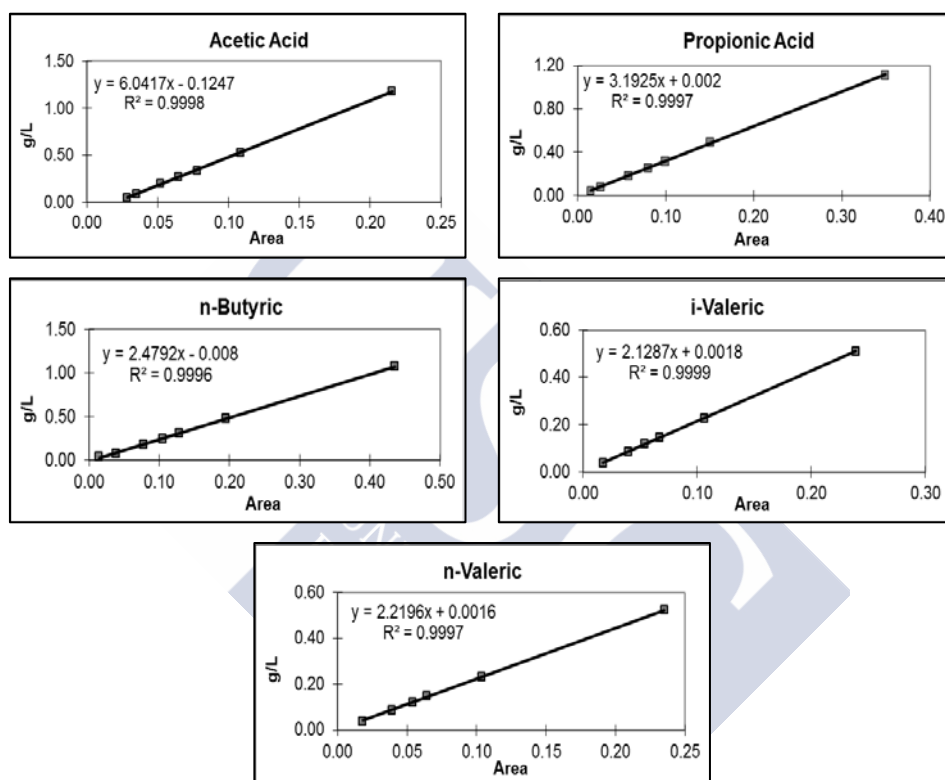 Acetic Acid
y = 6.0417x - 0.1247
R² = 0.9998
g/L
1.50
1.00
0.50
0.00
0.00 0.05 0.10 0.15 0.20 0.25
Area
Propionic Acid
y = 3.1925x + 0.002
R² = 0.9997
g/L
1.20
0.80
0.40
0.00
0.00 0.10 0.20 0.30 0.40
Area
n-Butyric
y = 2.4792x - 0.008
R² = 0.9996
g/L
1.50
1.00
0.50
0.00
0.00 0.10 0.20 0.30 0.40 0.50
Area
i-Valeric
y = 2.1287x + 0.0018
R² = 0.9999
g/L
0.60
0.40
0.20
0.00
0.00 0.10 0.20 0.30
Area
n-Valeric
y = 2.2196x + 0.0016
R² = 0.9997
g/L
0.60
0.40
0.20
0.00
0.00 0.05 0.10 0.15 0.20 0.25
Area